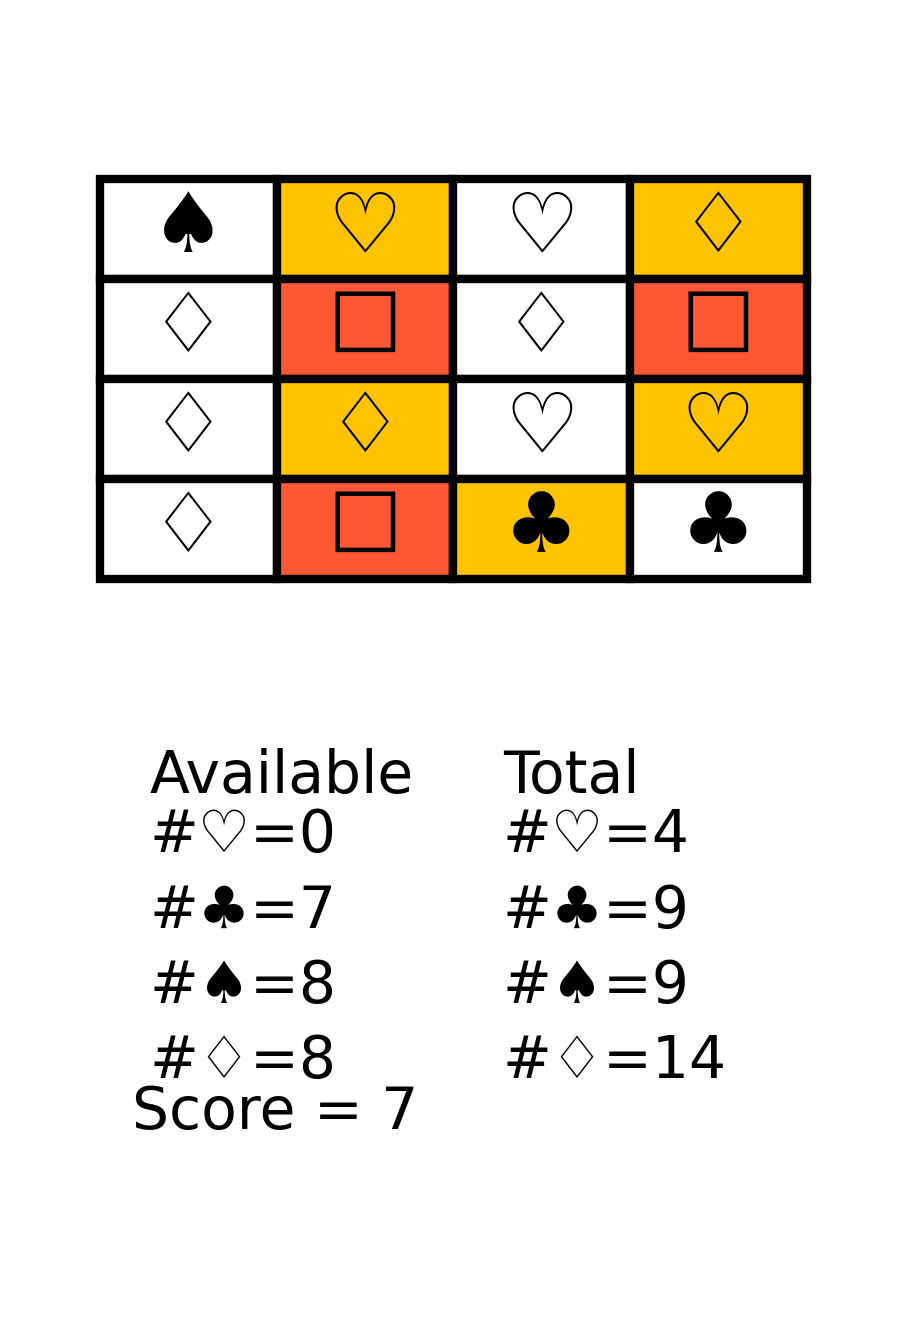 ♠ ♡ ♡ ♢
♢ □ ♢ □
♢ ♢ ♡ ♡
♢ □ ♣ ♣
Available Total
#♡=0 #♡=4
#♣=7 #♣=9
#♠=8 #♠=9
#♢=8 #♢=14
Score = 7